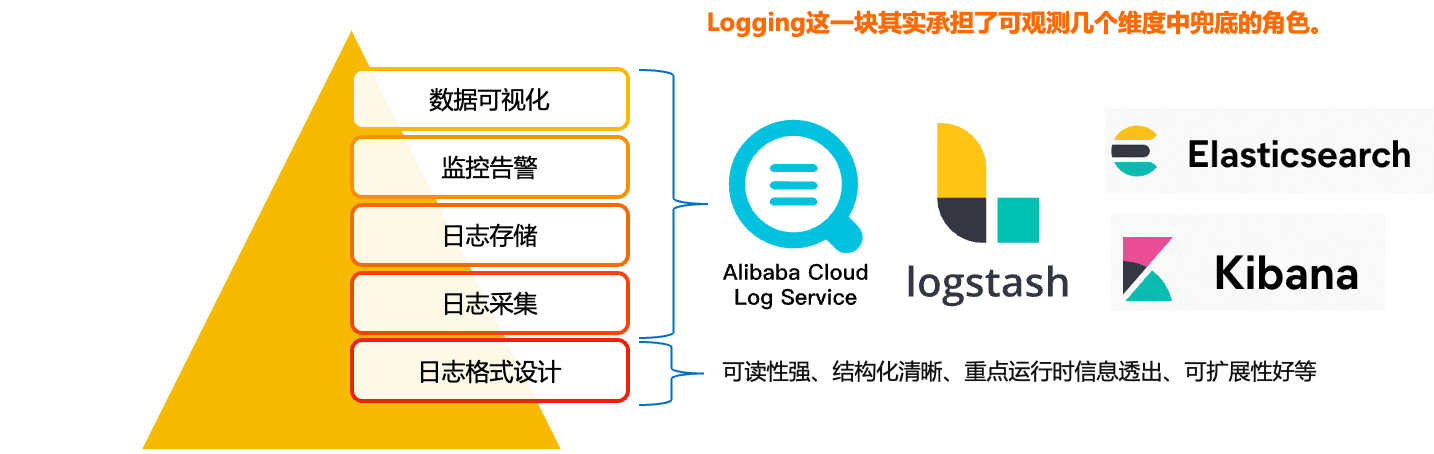 Logging这一块其实承担了可观测几个维度中兜底的角色。
数据可视化
监控告警
日志存储
日志采集
日志格式设计
Alibaba Cloud
Log Service
logstash
Elasticsearch
Kibana
可读性强、结构化清晰、重点运行时信息透出、可扩展性好等